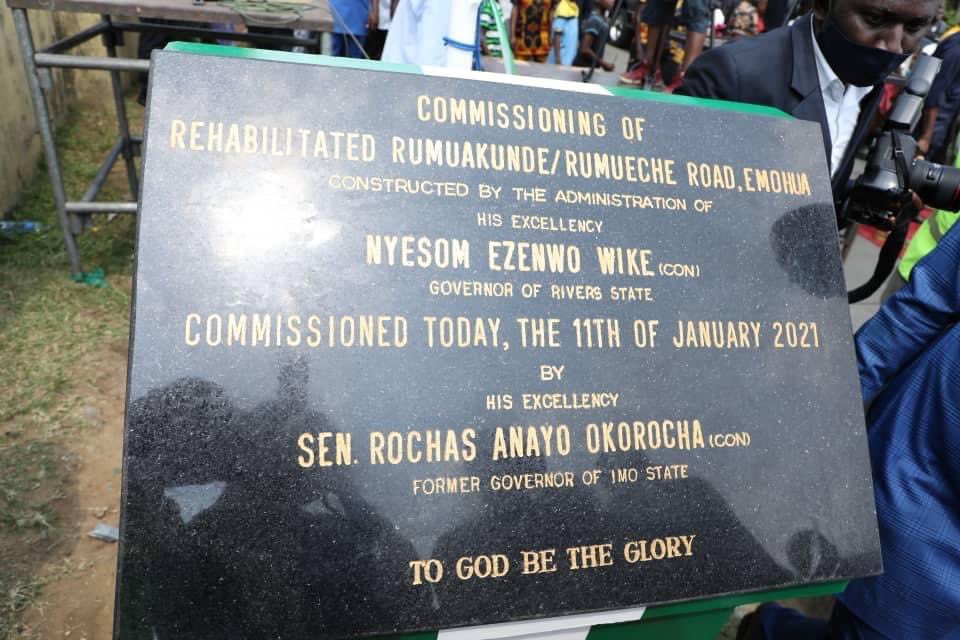 COMMISSIONING OF
REHABILITATED RUMUAKUNDE/RUMUECHE ROAD, EMOHUA
CONSTRUCTED BY THE ADMINISTRATION OF
HIS EXCELLENCY
NYESOM EZENWO WIKE (CON)
GOVERNOR OF RIVERS STATE
COMMISSIONED TODAY, THE 11TH OF JANUARY 2021
BY
HIS EXCELLENCY
SEN. ROCHAS ANAYO OKOROCHA (CON)
FORMER GOVERNOR OF IMO STATE
TO GOD BE THE GLORY